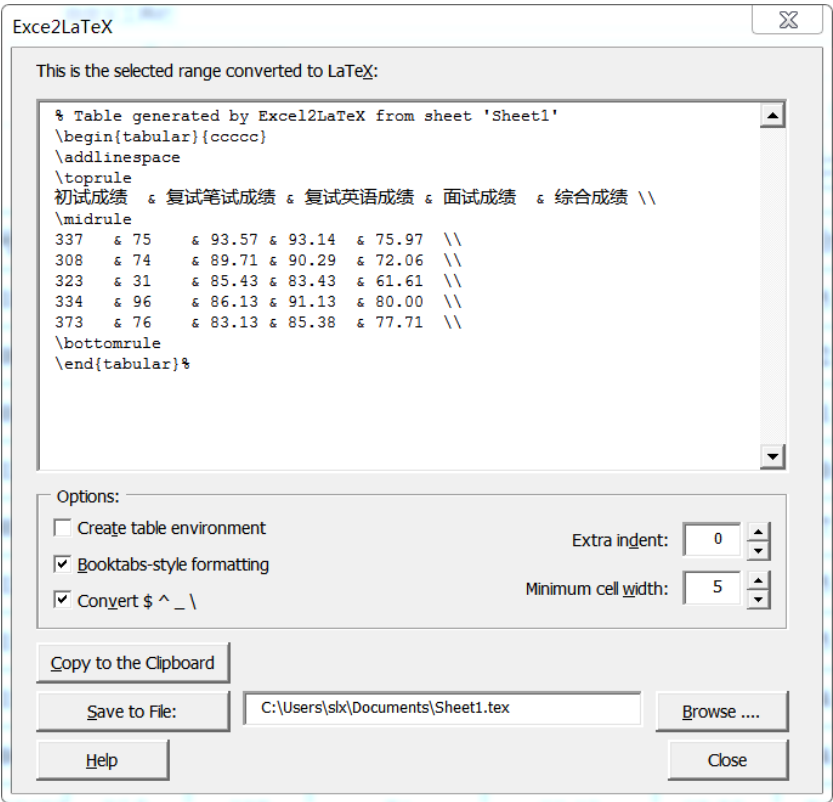 Exce2LaTeX
This is the selected range converted to LaTeX:
% Table generated by Excel2LaTeX from sheet 'Sheet1'
\begin{tabular}{ccccc}
\addlinespace
\toprule
初试成绩  & 复试笔试成绩 & 复试英语成绩 & 面试成绩  & 综合成绩 \\
\midrule
337   & 75    & 93.57 & 93.14  & 75.97  \\
308   & 74    & 89.71 & 90.29  & 72.06  \\
323   & 31    & 85.43 & 83.43  & 61.61  \\
334   & 96    & 86.13 & 91.13  & 80.00  \\
373   & 76    & 83.13 & 85.38  & 77.71  \\
\bottomrule
\end{tabular}%
Options:
Create table environment
Extra indent: 0
Booktabs-style formatting
Minimum cell width: 5
Convert $ ^ _ \
Copy to the Clipboard
Save to File: C:\Users\slx\Documents\Sheet1.tex Browse ....
Help Close